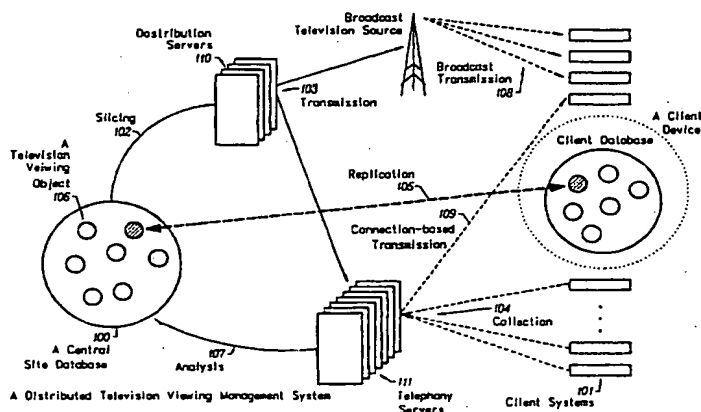 Dostribution
Servers
110
Broadcast
Television Source
Broadcast
Transmission
108
103
Transmission
Slicing
102
A Client
Device
A
Television Veiwing
Object
106
Client Database
Replication
105
109
Connection-based
Transmission
104
Collection
100
A Central
Site Database
107
Analysis
111
Telephony
Servers
101
Client Systems
A Distributed Television Viewing Management System